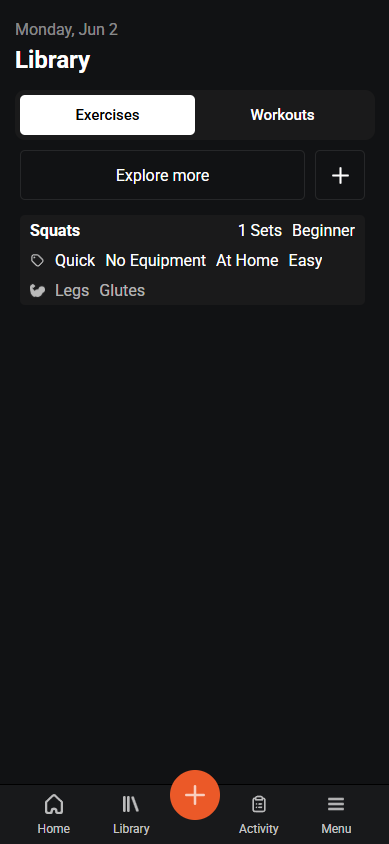 Monday, Jun 2
Library
Exercises Workouts
Explore more
Squats 1 Sets Beginner
Quick No Equipment At Home Easy
Legs Glutes
Home Library Activity Menu